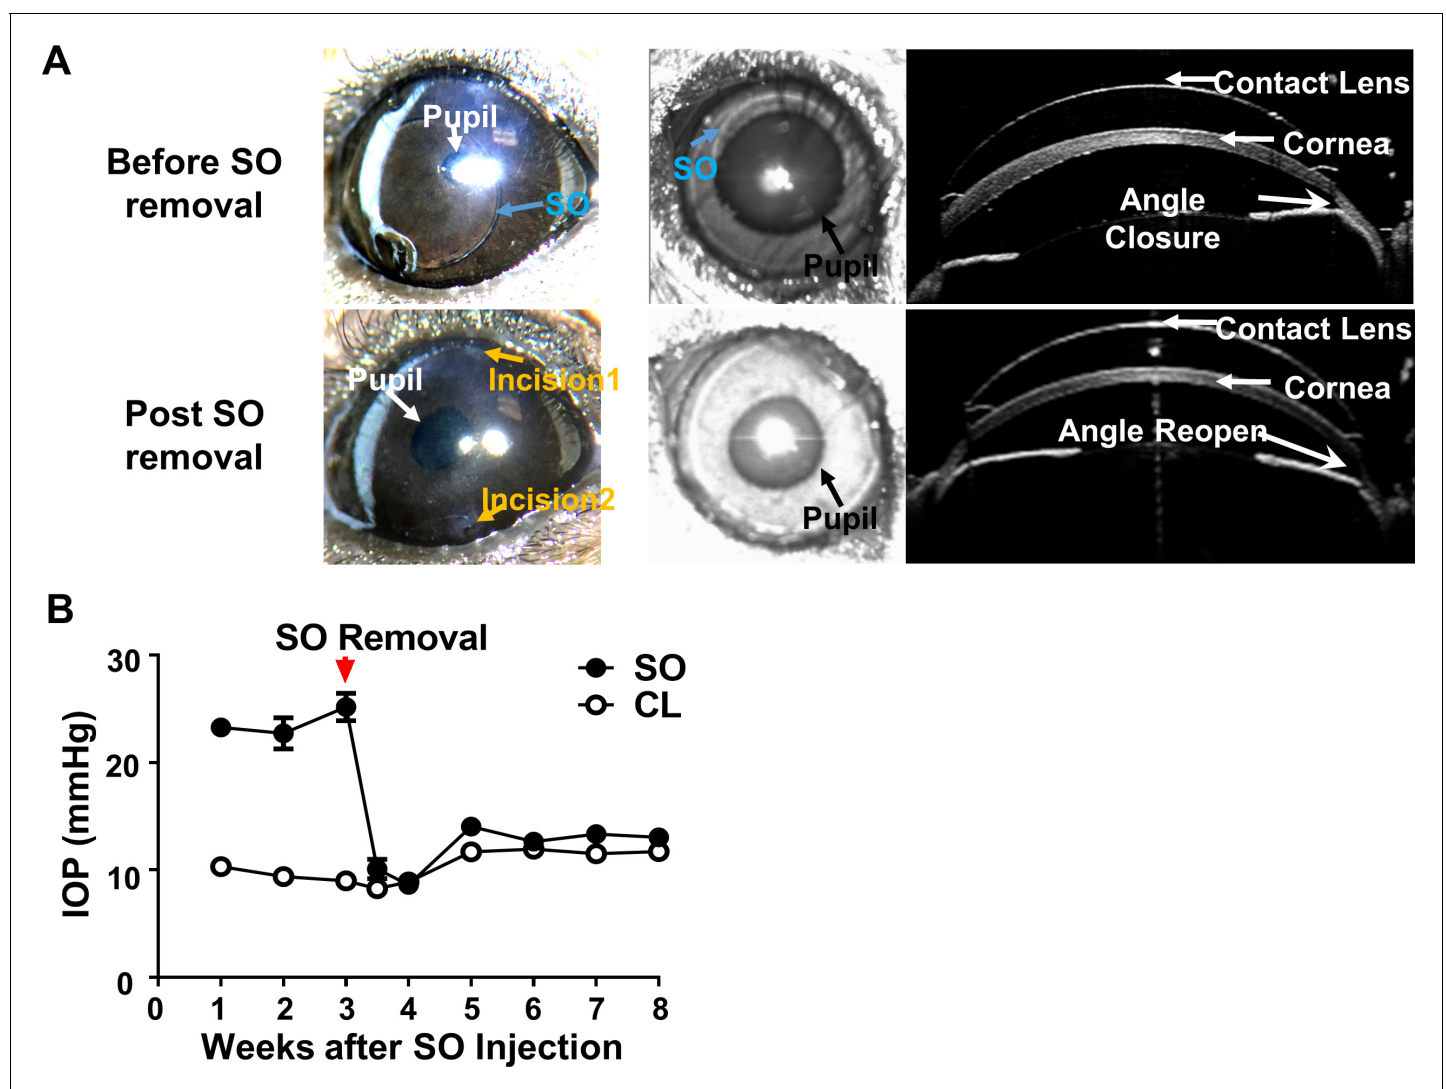 A
Before SO
removal
Pupil
SO
SO
Pupil
Contact Lens
Cornea
Angle
Closure
Post SO
removal
Pupil
Incision1
Incision2
Pupil
Contact Lens
Cornea
Angle Reopen
B
SO Removal
SO
CL
IOP (mmHg)
30
20
10
0
0 1 2 3 4 5 6 7 8
Weeks after SO Injection